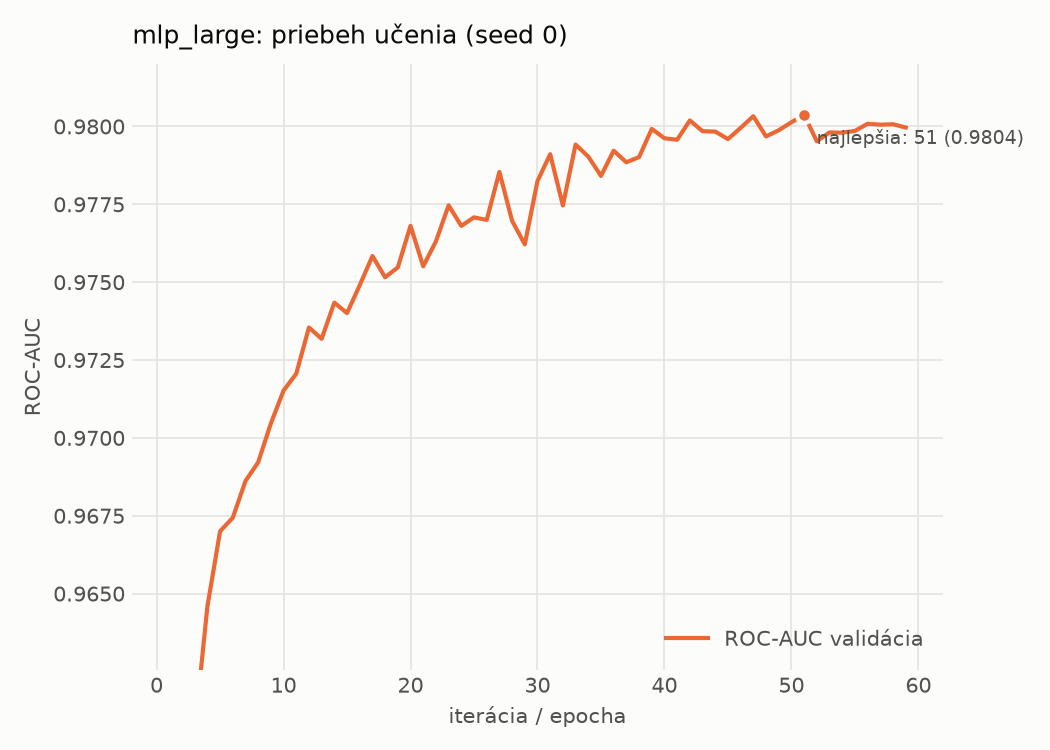 mlp_large: priebeh učenia (seed 0)
ROC-AUC
0.9800
0.9775
0.9750
0.9725
0.9700
0.9675
0.9650
najlepšia: 51 (0.9804)
ROC-AUC validácia
0 10 20 30 40 50 60
iterácia / epocha